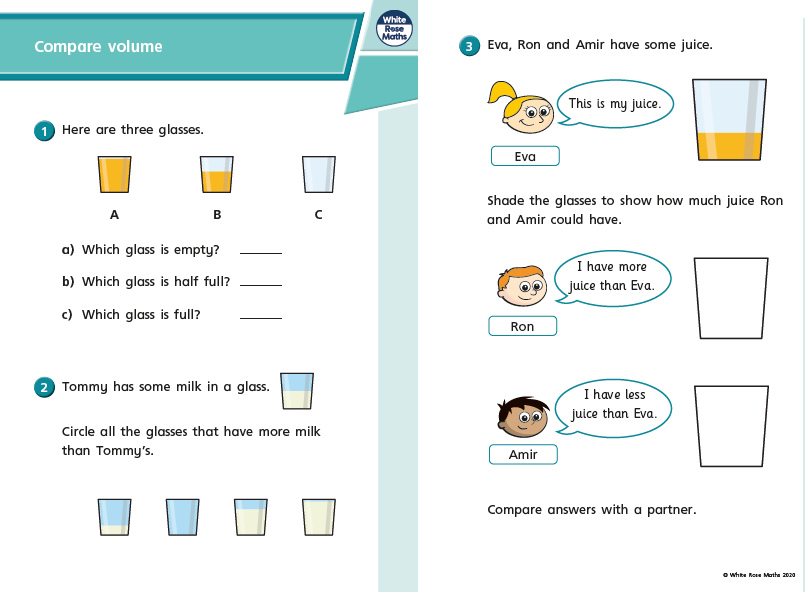 Compare volume
White
Rose
Maths
1 Here are three glasses.
A B C
a) Which glass is empty? ______
b) Which glass is half full? ______
c) Which glass is full? ______
2 Tommy has some milk in a glass.
Circle all the glasses that have more milk
than Tommy’s.
3 Eva, Ron and Amir have some juice.
This is my juice.
Eva
Shade the glasses to show how much juice Ron
and Amir could have.
I have more
juice than Eva.
Ron
I have less
juice than Eva.
Amir
Compare answers with a partner.
© White Rose Maths 2020